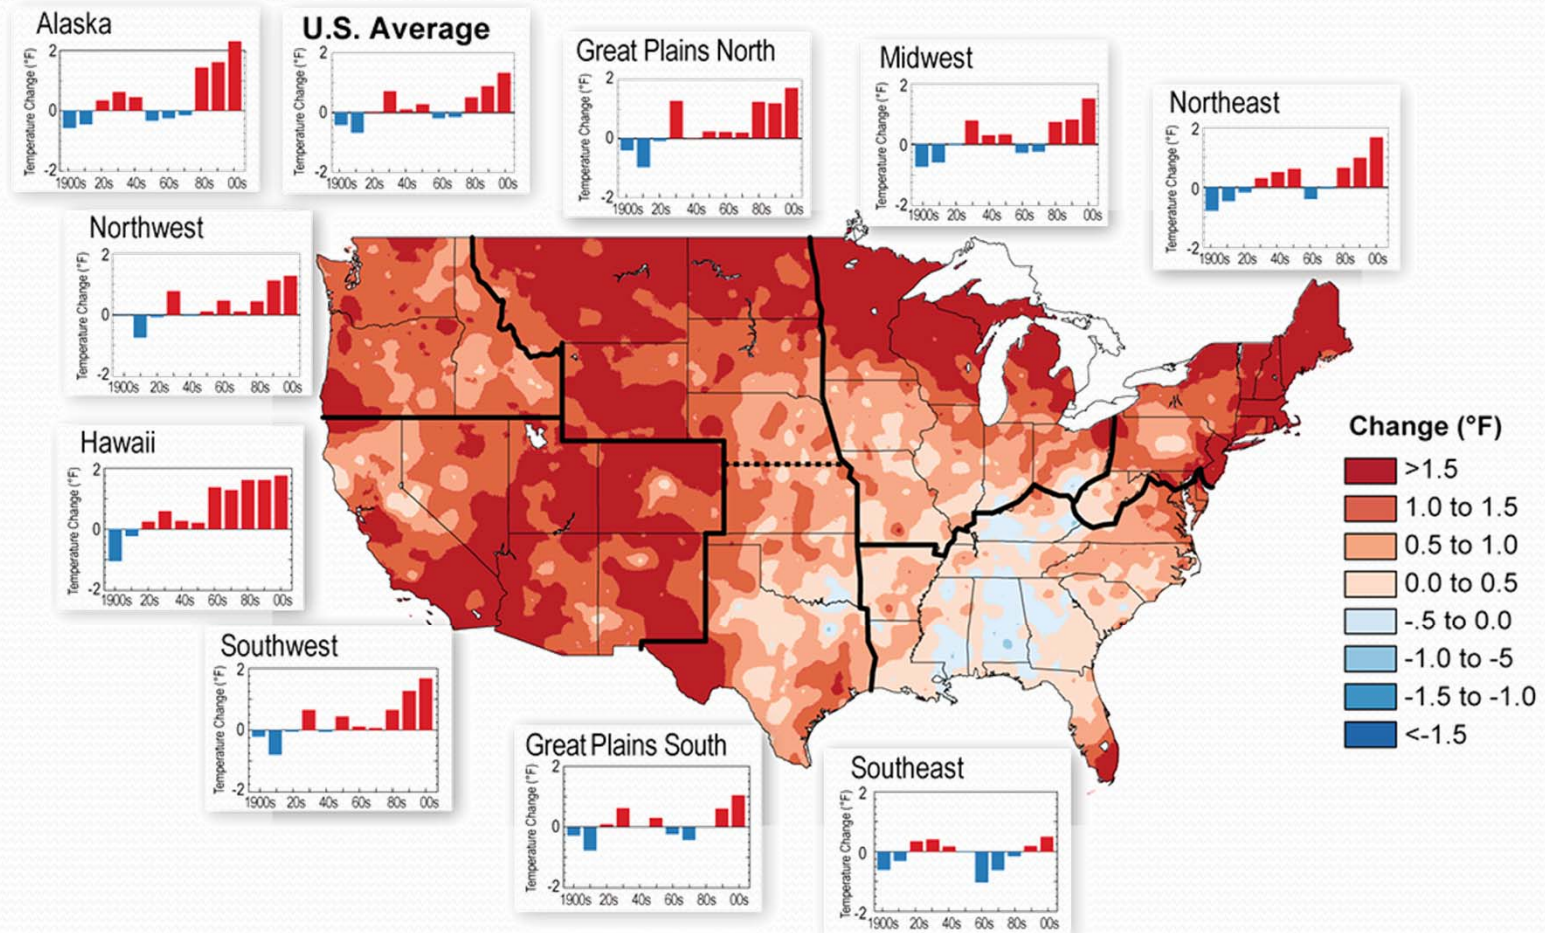 Alaska
Temperature Change (°F)
2
0
-2
1900s 20s 40s 60s 80s 00s
U.S. Average
Temperature Change (°F)
2
0
-2
1900s 20s 40s 60s 80s 00s
Great Plains North
Temperature Change (°F)
2
0
-2
1900s 20s 40s 60s 80s 00s
Midwest
Temperature Change (°F)
2
0
-2
1900s 20s 40s 60s 80s 00s
Northeast
Temperature Change (°F)
2
0
-2
1900s 20s 40s 60s 80s 00s
Northwest
Temperature Change (°F)
2
0
-2
1900s 20s 40s 60s 80s 00s
Hawaii
Temperature Change (°F)
2
0
-2
1900s 20s 40s 60s 80s 00s
Southwest
Temperature Change (°F)
2
0
-2
1900s 20s 40s 60s 80s 00s
Great Plains South
Temperature Change (°F)
2
0
-2
1900s 20s 40s 60s 80s 00s
Southeast
Temperature Change (°F)
2
0
-2
1900s 20s 40s 60s 80s 00s
Change (°F)
>1.5
1.0 to 1.5
0.5 to 1.0
0.0 to 0.5
-.5 to 0.0
-1.0 to -5
-1.5 to -1.0
<-1.5